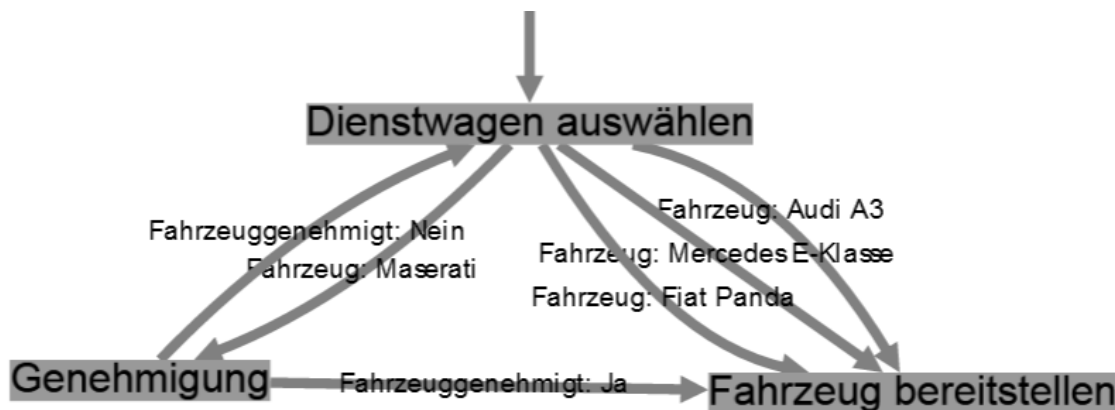 Dienstwagen auswählen
Fahrzeug: Audi A3
Fahrzeuggenehmigt: Nein
Fahrzeug: Mercedes E-Klasse
Fahrzeug: Maserati
Fahrzeug: Fiat Panda
Genehmigung
Fahrzeuggenehmigt: Ja
Fahrzeug bereitstellen